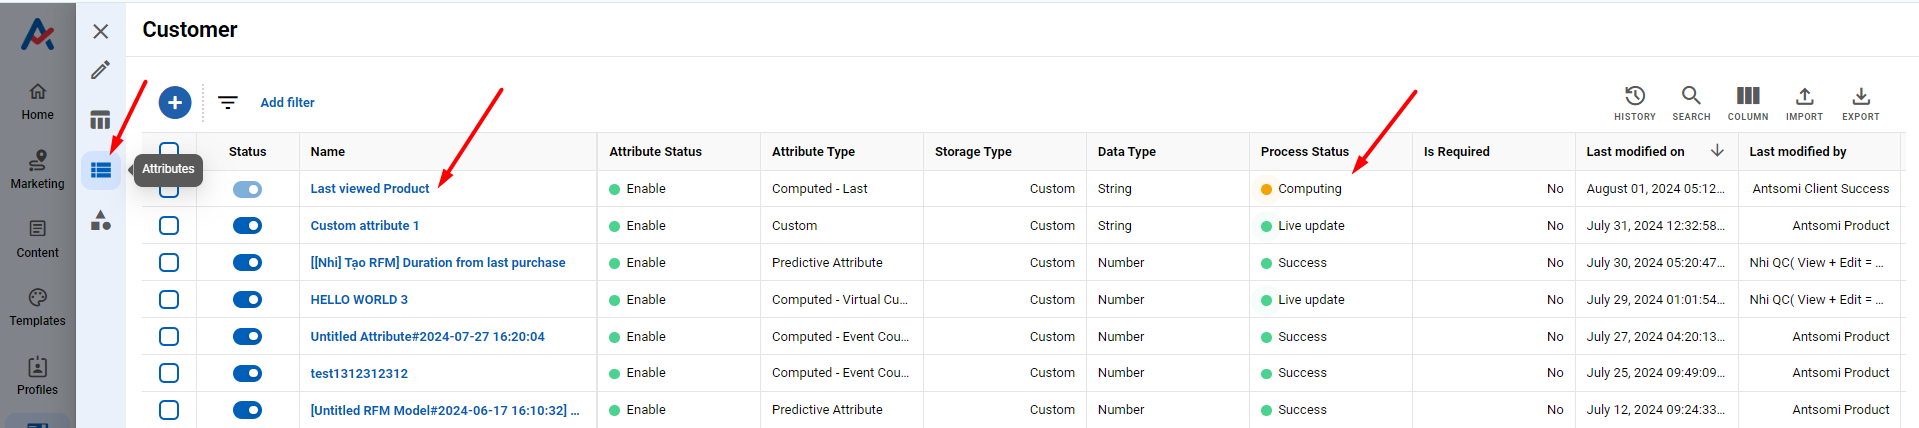 Customer
Add filter
HISTORY SEARCH COLUMN IMPORT EXPORT
Home
Marketing
Content
Templates
Profiles
Attributes
Status Name Attribute Status Attribute Type Storage Type Data Type Process Status Is Required Last modified on Last modified by
Last viewed Product Enable Computed - Last Custom String Computing No August 01, 2024 05:12... Antsomi Client Success
Custom attribute 1 Enable Custom Custom String Live update No July 31, 2024 12:32:58... Antsomi Product
[[Nhi] Tạo RFM] Duration from last purchase Enable Predictive Attribute Custom Number Success No July 30, 2024 05:20:47... Nhi QC( View + Edit = ...
HELLO WORLD 3 Enable Computed - Virtual Cu... Custom Number Live update No July 29, 2024 01:01:54... Nhi QC( View + Edit = ...
Untitled Attribute#2024-07-27 16:20:04 Enable Computed - Event Cou... Custom Number Success No July 27, 2024 04:20:13... Antsomi Product
test1312312312 Enable Computed - Event Cou... Custom Number Success No July 25, 2024 09:49:09... Antsomi Product
[Untitled RFM Model#2024-06-17 16:10:32] ... Enable Predictive Attribute Custom Number Success No July 12, 2024 09:24:33... Antsomi Product